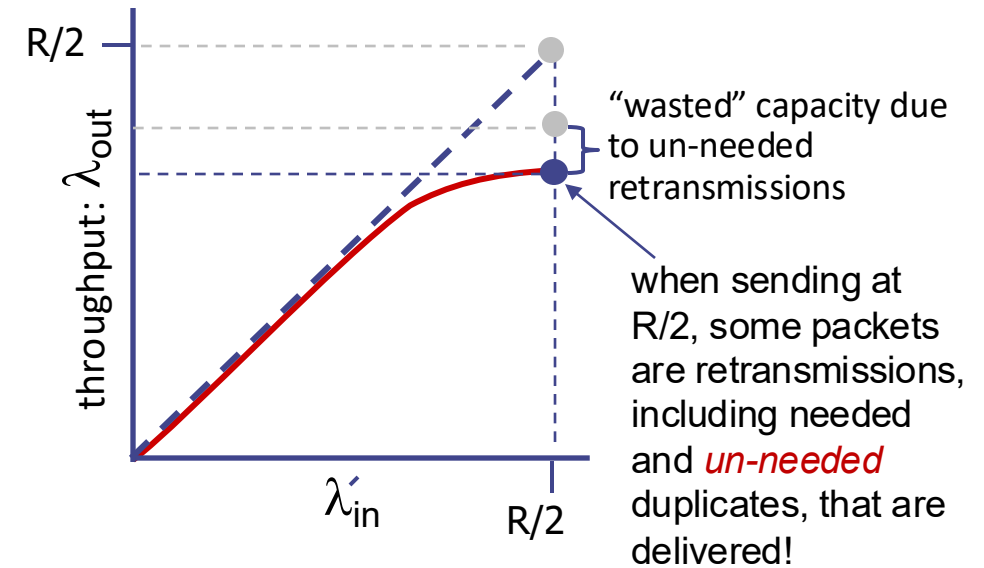 R/2
throughput: λout
“wasted” capacity due
to un-needed
retransmissions
when sending at
R/2, some packets
are retransmissions,
including needed
and un-needed
duplicates, that are
delivered!
λ′in
R/2